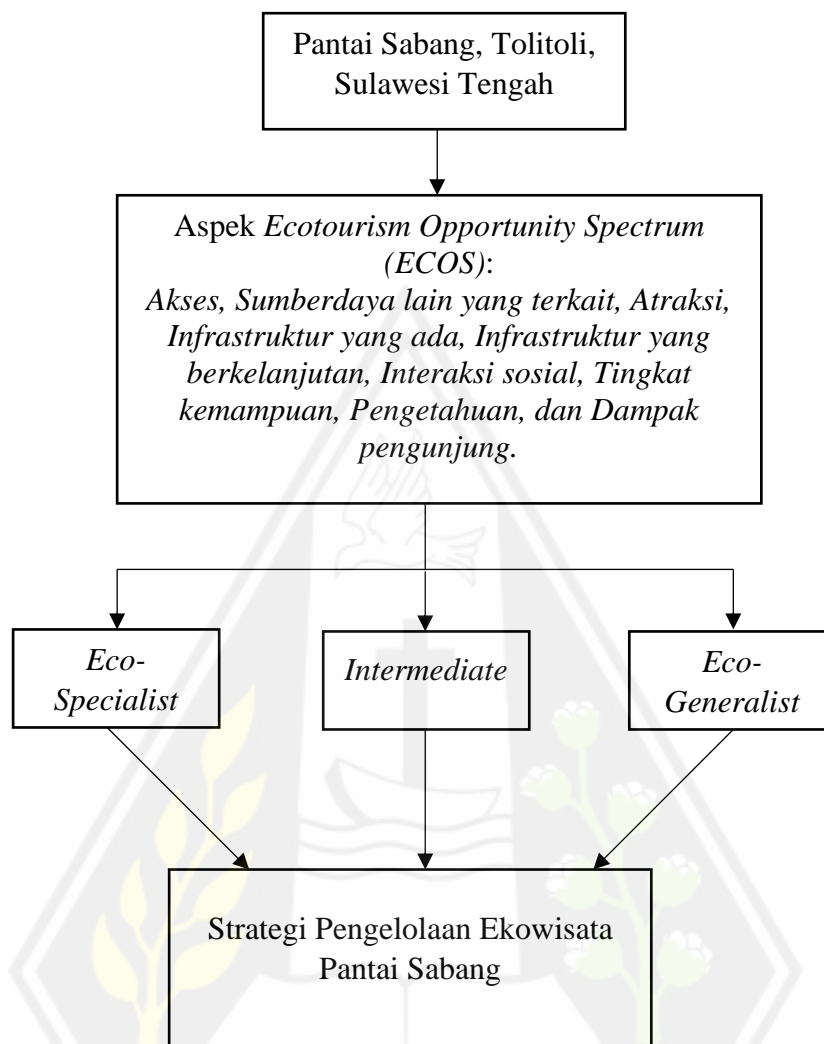 Pantai Sabang, Tolitoli,
Sulawesi Tengah
Aspek Ecotourism Opportunity Spectrum
(ECOS):
Akses, Sumberdaya lain yang terkait, Atraksi,
Infrastruktur yang ada, Infrastruktur yang
berkelanjutan, Interaksi sosial, Tingkat
kemampuan, Pengetahuan, dan Dampak
pengunjung.
Eco-
Specialist
Intermediate
Eco-
Generalist
Strategi Pengelolaan Ekowisata
Pantai Sabang